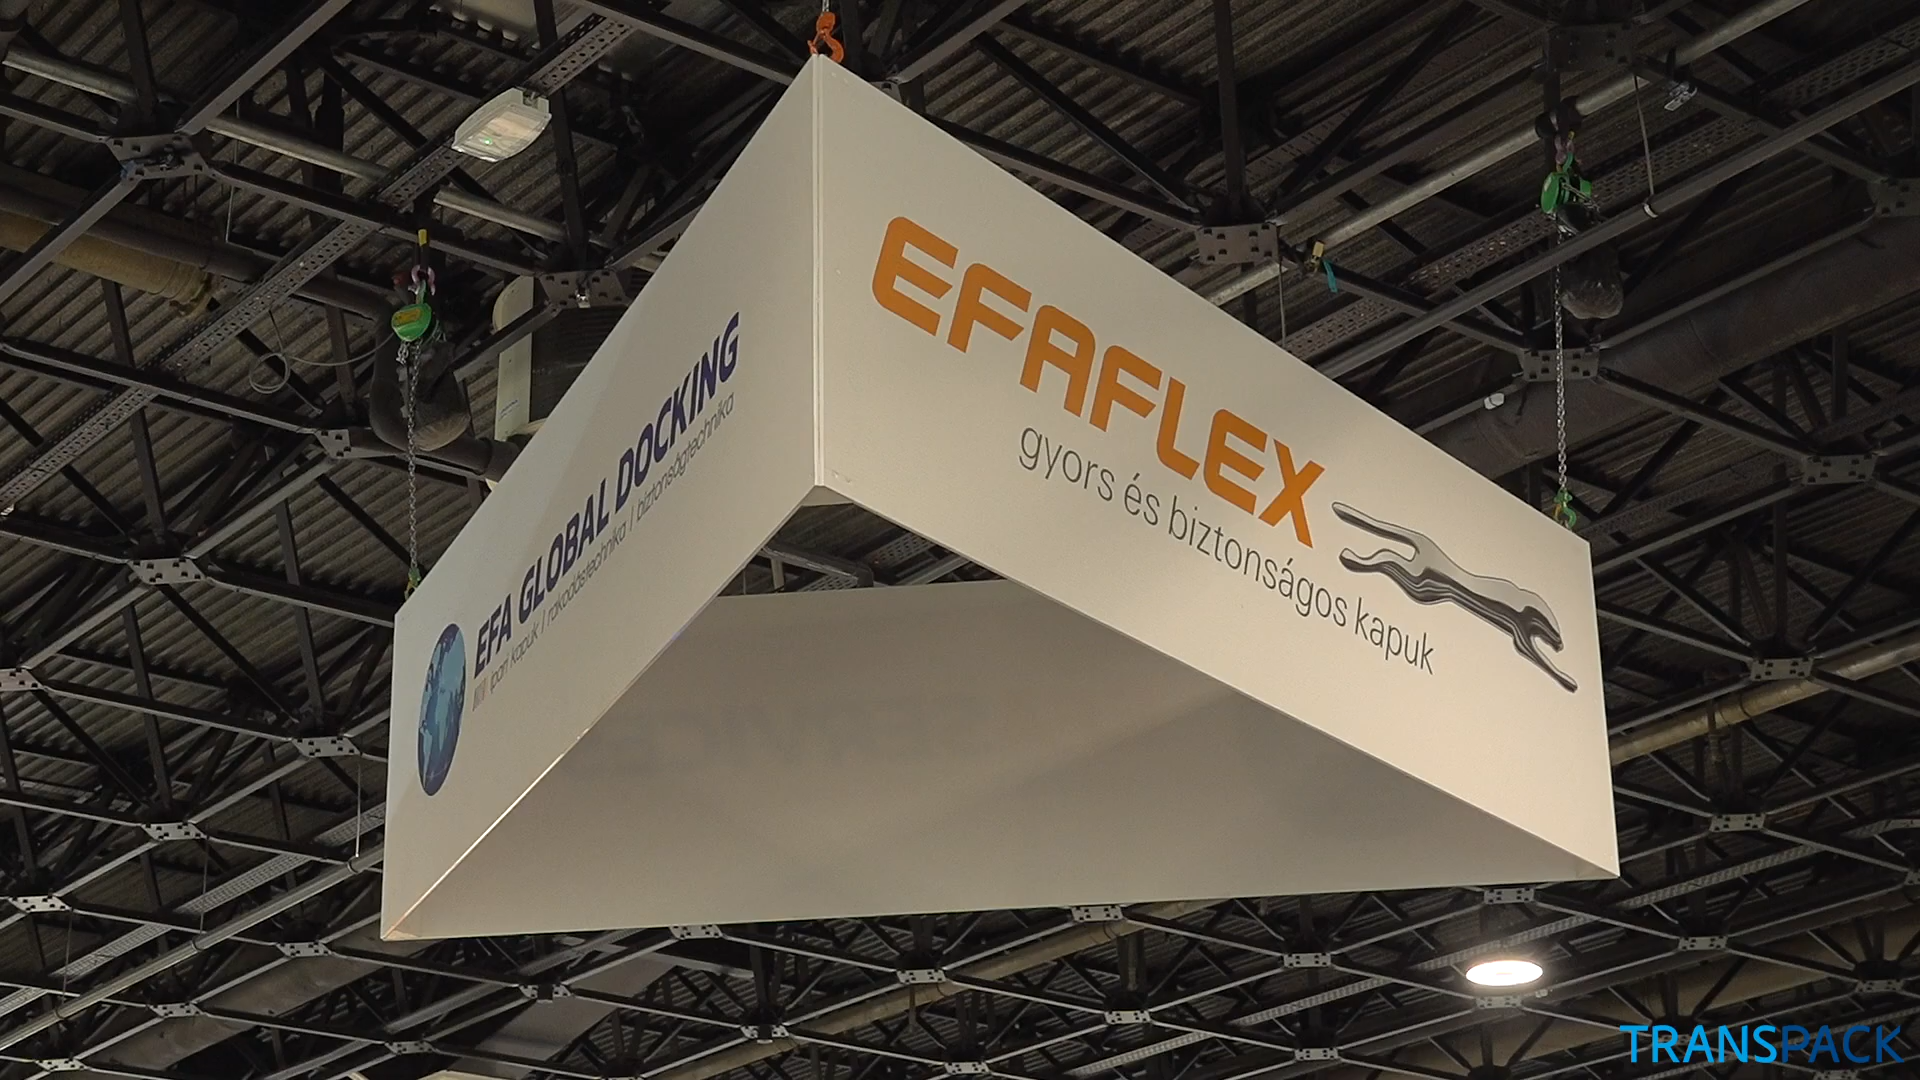 EFA GLOBAL DOCKING
ipari kapuk | rakodástechnika | biztonságtechnika
EFAFLEX
gyors és biztonságos kapuk
TRANSPACK